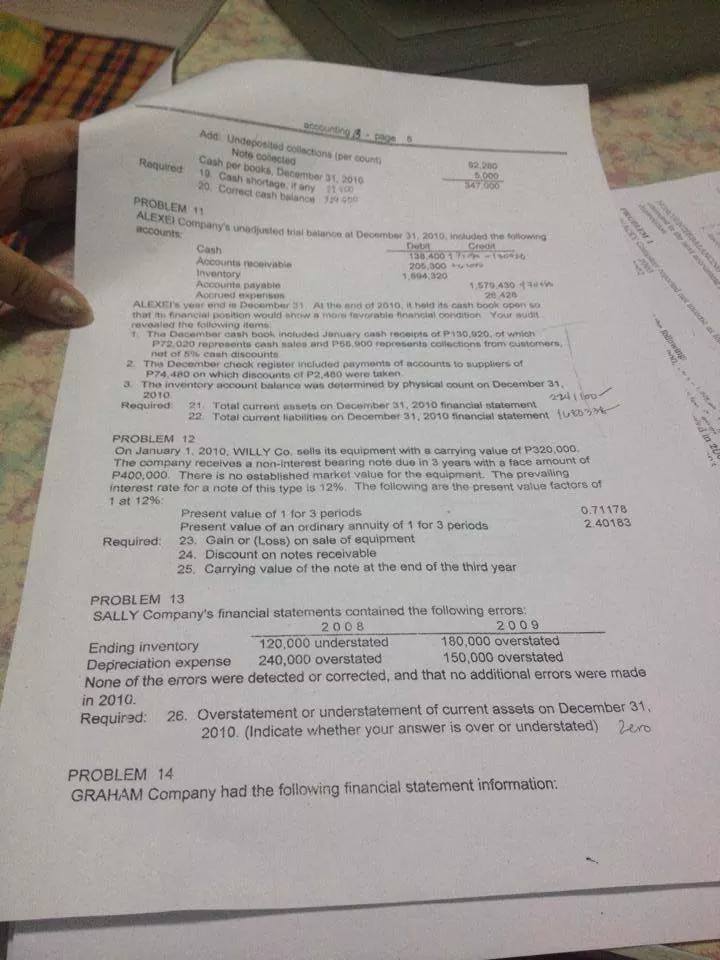 accounting - page 6
Add: Undeposited collections (per count) 92,280
Note collected 5,000
Cash per books, December 31, 2010 347,000
Required: 19. Cash shortage, if any
20. Correct cash balance
PROBLEM 11
ALEXEI Company's unadjusted trial balance at December 31, 2010, included the following
accounts:
Debit Credit
Cash 138,400
Accounts receivable 205,300
Inventory 1,894,320
Accounts payable 1,579,430
Accrued expenses 28,428
ALEXEI's year end is December 31. At the end of 2010, it held its cash book open so
that its financial position would show a more favorable financial condition. Your audit
revealed the following items:
1. The December cash book included January cash receipts of P130,920, of which
P72,020 represents cash sales and P56,900 represents collections from customers,
net of 5% cash discounts.
2. The December check register included payments of accounts to suppliers of
P74,480 on which discounts of P2,480 were taken.
3. The inventory account balance was determined by physical count on December 31,
2010.
Required: 21. Total current assets on December 31, 2010 financial statement
22. Total current liabilities on December 31, 2010 financial statement
PROBLEM 12
On January 1, 2010, WILLY Co. sells its equipment with a carrying value of P320,000.
The company receives a non-interest bearing note due in 3 years with a face amount of
P400,000. There is no established market value for the equipment. The prevailing
interest rate for a note of this type is 12%. The following are the present value factors of
1 at 12%:
Present value of 1 for 3 periods 0.71178
Present value of an ordinary annuity of 1 for 3 periods 2.40183
Required: 23. Gain or (Loss) on sale of equipment
24. Discount on notes receivable
25. Carrying value of the note at the end of the third year
PROBLEM 13
SALLY Company's financial statements contained the following errors:
2 0 0 8 2 0 0 9
Ending inventory 120,000 understated 180,000 overstated
Depreciation expense 240,000 overstated 150,000 overstated
None of the errors were detected or corrected, and that no additional errors were made
in 2010.
Required: 26. Overstatement or understatement of current assets on December 31,
2010. (Indicate whether your answer is over or understated) Zero
PROBLEM 14
GRAHAM Company had the following financial statement information:
PROBLEM 1